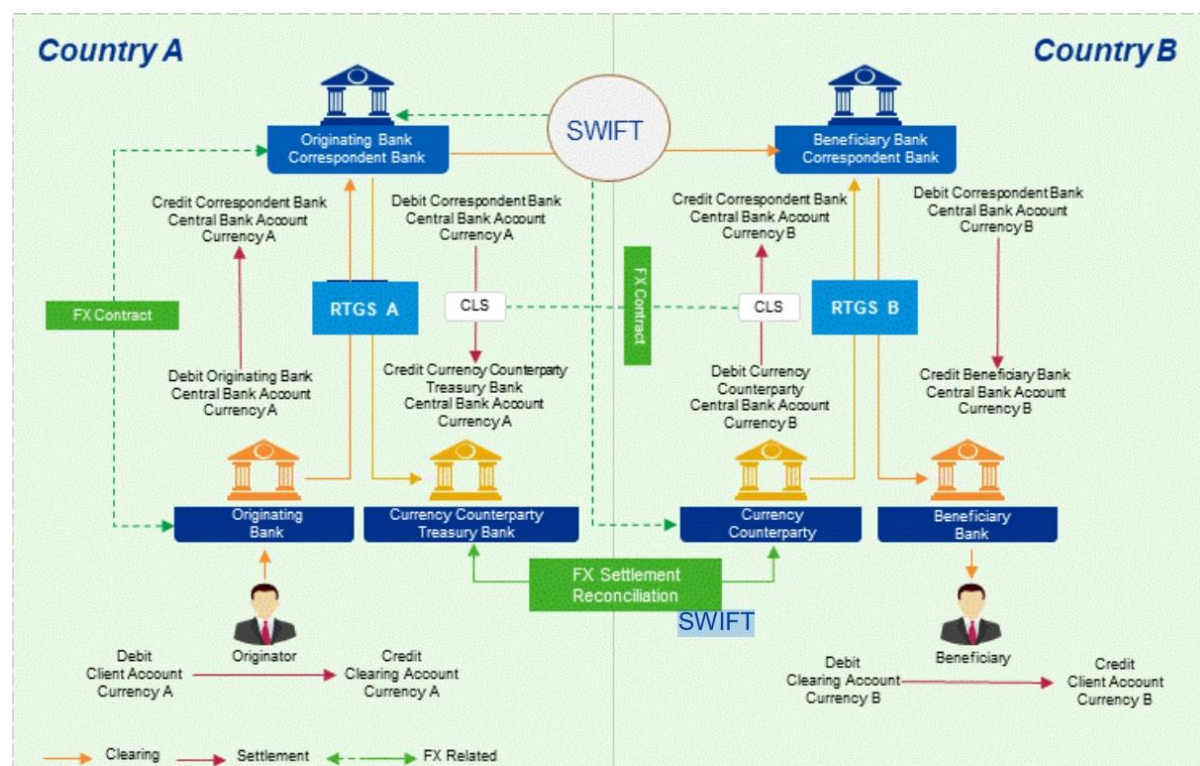 Country A
Country B
SWIFT
Originating Bank
Correspondent Bank
Beneficiary Bank
Correspondent Bank
Credit Correspondent Bank
Central Bank Account
Currency A
Debit Correspondent Bank
Central Bank Account
Currency A
Credit Correspondent Bank
Central Bank Account
Currency B
Debit Correspondent Bank
Central Bank Account
Currency B
FX Contract
RTGS A
CLS
FX Contract
CLS
RTGS B
Debit Originating Bank
Central Bank Account
Currency A
Credit Currency Counterparty
Treasury Bank
Central Bank Account
Currency A
Debit Currency
Counterparty
Central Bank Account
Currency B
Credit Beneficiary Bank
Central Bank Account
Currency B
Originating
Bank
Currency Counterparty
Treasury Bank
Currency
Counterparty
Beneficiary
Bank
FX Settlement
Reconciliation
SWIFT
Originator
Beneficiary
Debit
Client Account
Currency A
Credit
Clearing Account
Currency A
Debit
Clearing Account
Currency B
Credit
Client Account
Currency B
Clearing
Settlement
FX Related